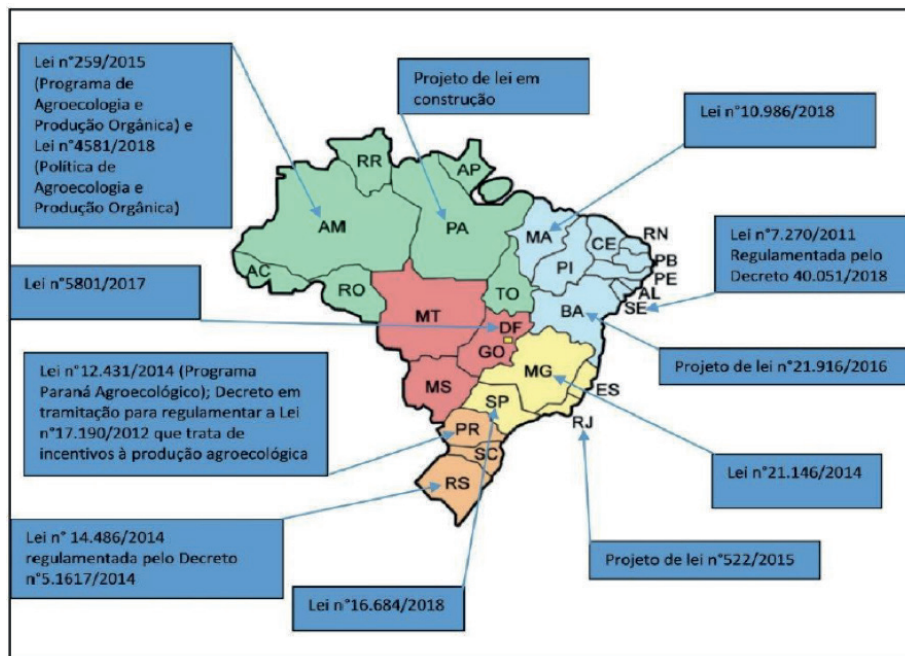 Lei n°259/2015
(Programa de
Agroecologia e
Produção Orgânica) e
Lei n°4581/2018
(Política de
Agroecologia e
Produção Orgânica)
Projeto de lei em
construção
Lei n°10.986/2018
Lei n°7.270/2011
Regulamentada pelo
Decreto 40.051/2018
Lei n°5801/2017
Projeto de lei n°21.916/2016
Lei n°12.431/2014 (Programa
Paraná Agroecológico); Decreto em
tramitação para regulamentar a Lei
n°17.190/2012 que trata de
incentivos à produção agroecológica
Lei n°21.146/2014
Lei n° 14.486/2014
regulamentada pelo Decreto
n°5.1617/2014
Projeto de lei n°522/2015
Lei n°16.684/2018
RR
AP
AM
PA
MA
CE
RN
PB
PI
PE
AL
SE
AC
RO
TO
BA
MT
DF
GO
MG
MS
ES
SP
RJ
PR
SC
RS